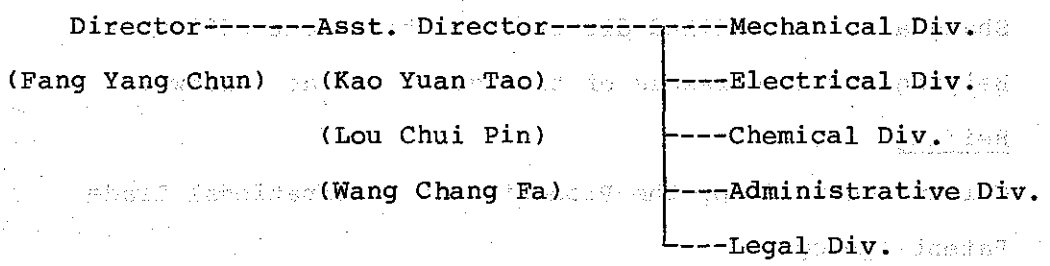 Director-------Asst. Director-----------Mechanical Div.
(Fang Yang Chun) (Kao Yuan Tao) ----Electrical Div.
(Lou Chui Pin) ----Chemical Div.
(Wang Chang Fa) ----Administrative Div.
----Legal Div.